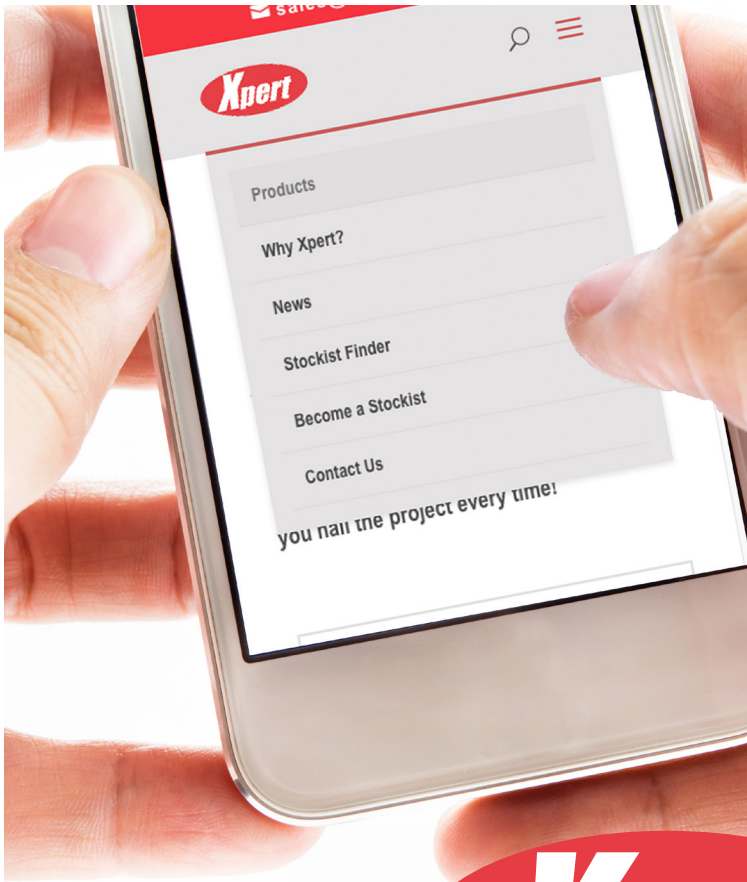 Xpert
Products
Why Xpert?
News
Stockist Finder
Become a Stockist
Contact Us
you nail the project every time!
X